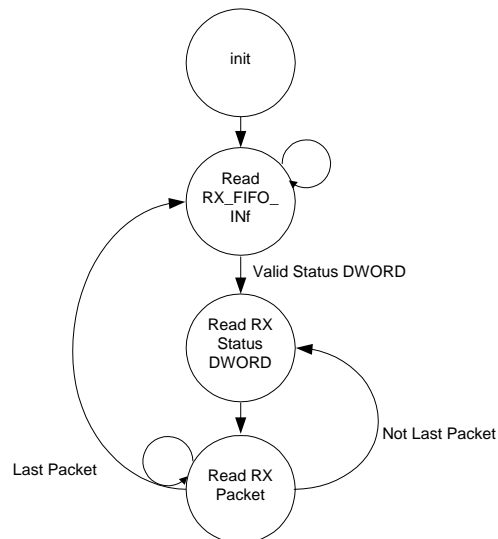 init
Read
RX_FIFO_
INf
Valid Status DWORD
Read RX
Status
DWORD
Not Last Packet
Last Packet
Read RX
Packet